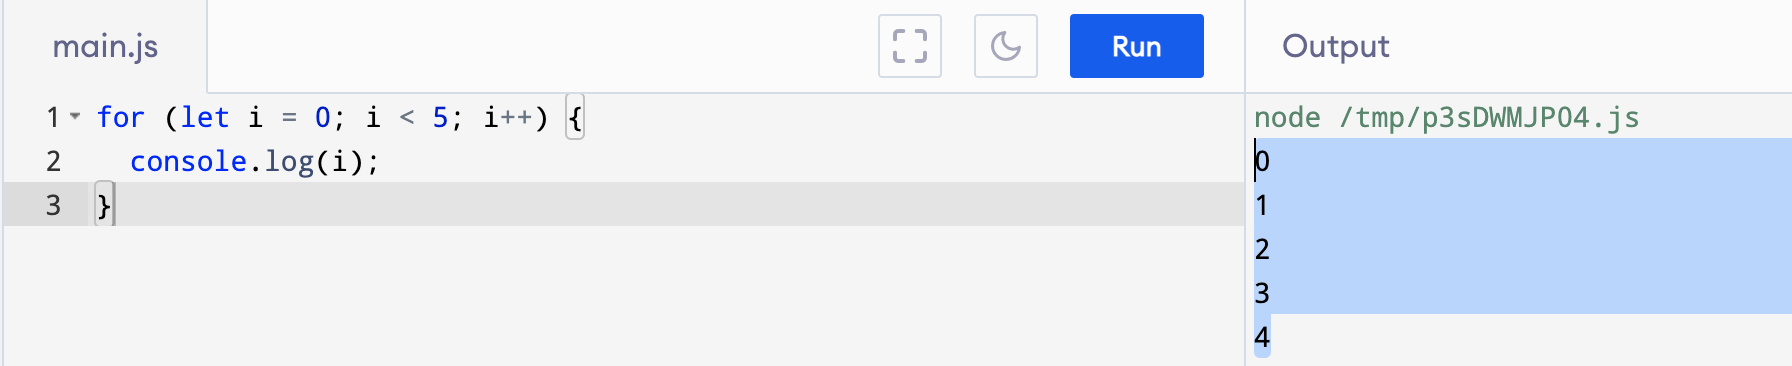 main.js
Run
Output
1 for (let i = 0; i < 5; i++) {
2 console.log(i);
3 }
node /tmp/p3sDWMJP04.js
0
1
2
3
4